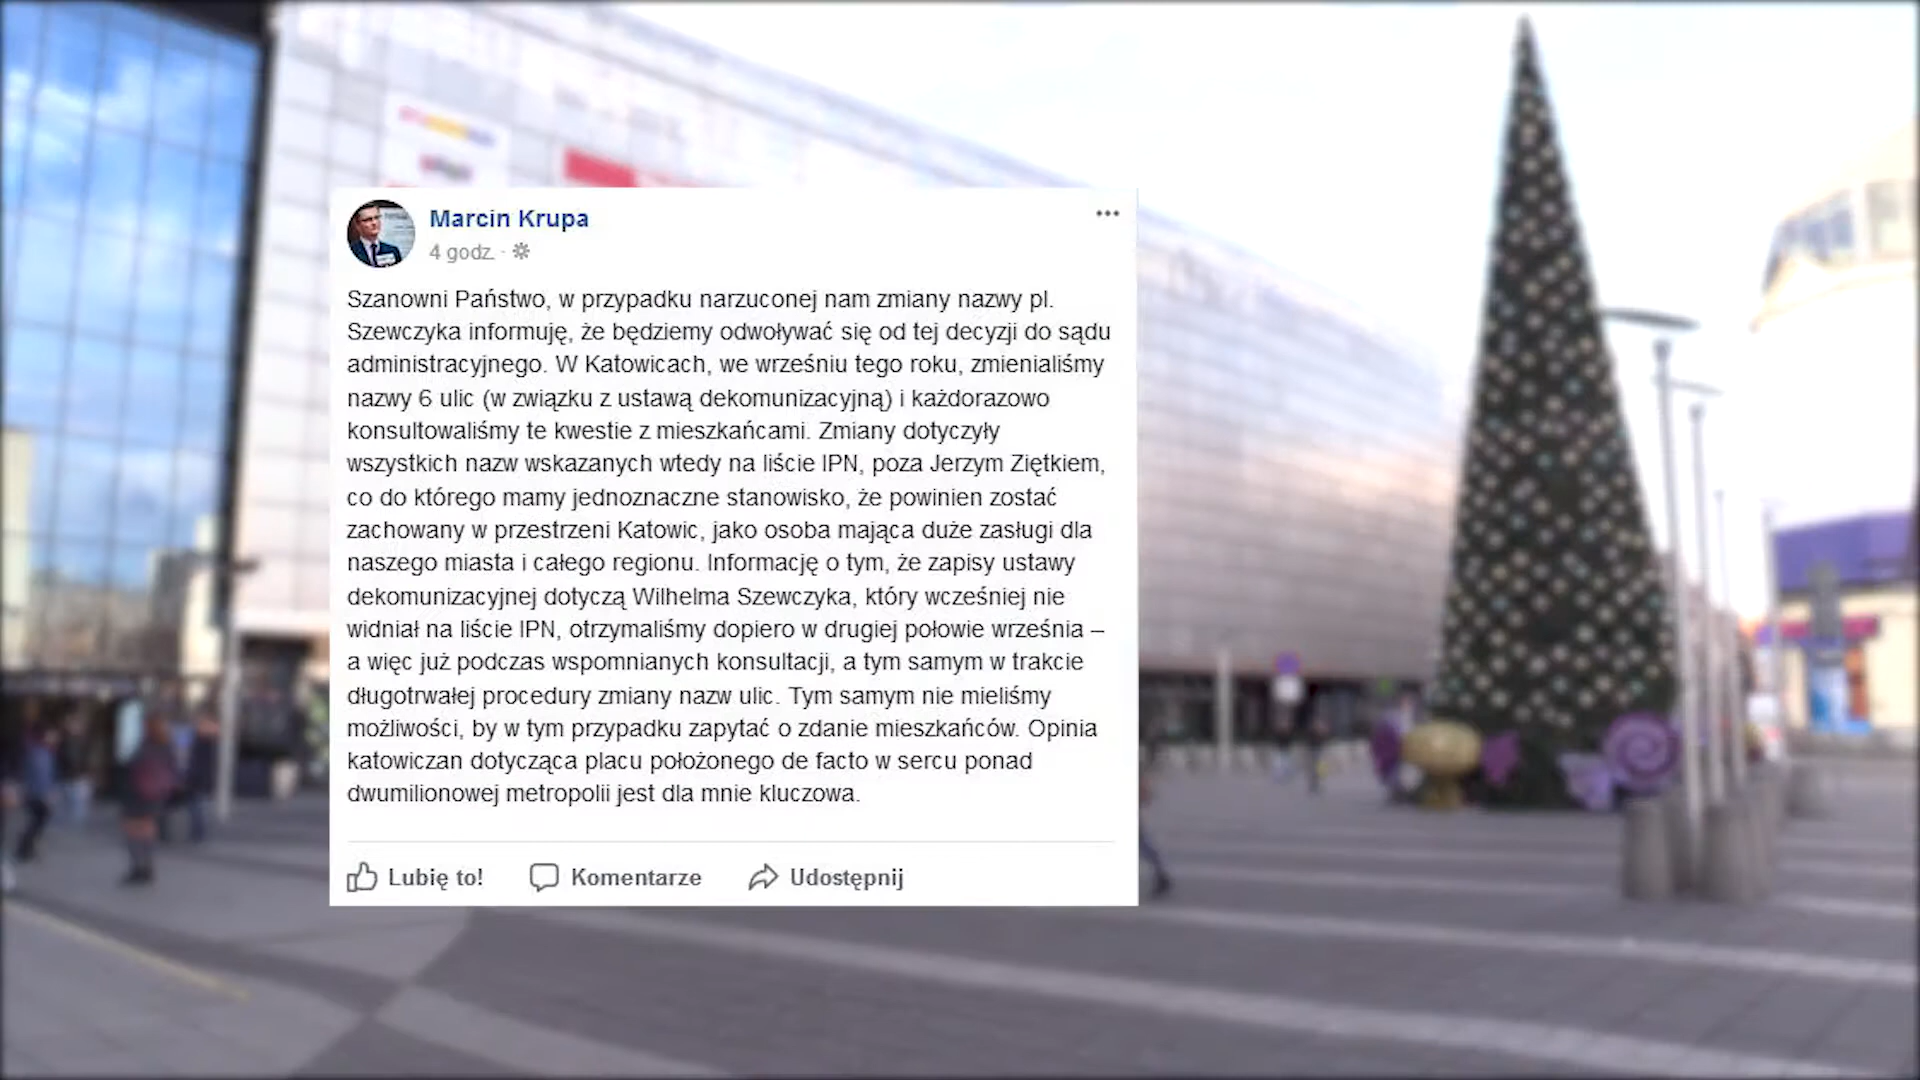 Marcin Krupa
4 godz. ·
Szanowni Państwo, w przypadku narzuconej nam zmiany nazwy pl.
Szewczyka informuję, że będziemy odwoływać się od tej decyzji do sądu
administracyjnego. W Katowicach, we wrześniu tego roku, zmienialiśmy
nazwy 6 ulic (w związku z ustawą dekomunizacyjną) i każdorazowo
konsultowaliśmy te kwestie z mieszkańcami. Zmiany dotyczyły
wszystkich nazw wskazanych wtedy na liście IPN, poza Jerzym Ziętkiem,
co do którego mamy jednoznaczne stanowisko, że powinien zostać
zachowany w przestrzeni Katowic, jako osoba mająca duże zasługi dla
naszego miasta i całego regionu. Informację o tym, że zapisy ustawy
dekomunizacyjnej dotyczą Wilhelma Szewczyka, który wcześniej nie
widniał na liście IPN, otrzymaliśmy dopiero w drugiej połowie września –
a więc już podczas wspomnianych konsultacji, a tym samym w trakcie
długotrwałej procedury zmiany nazw ulic. Tym samym nie mieliśmy
możliwości, by w tym przypadku zapytać o zdanie mieszkańców. Opinia
katowiczan dotycząca placu położonego de facto w sercu ponad
dwumilionowej metropolii jest dla mnie kluczowa.
Lubię to! Komentarze Udostępnij